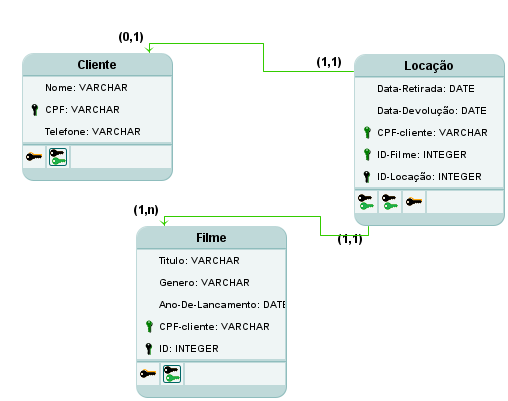 (0,1)
Cliente
Nome: VARCHAR
CPF: VARCHAR
Telefone: VARCHAR
(1,1)
Locação
Data-Retirada: DATE
Data-Devolução: DATE
CPF-cliente: VARCHAR
ID-Filme: INTEGER
ID-Locação: INTEGER
(1,n)
(1,1)
Filme
Titulo: VARCHAR
Genero: VARCHAR
Ano-De-Lancamento: DATE
CPF-cliente: VARCHAR
ID: INTEGER